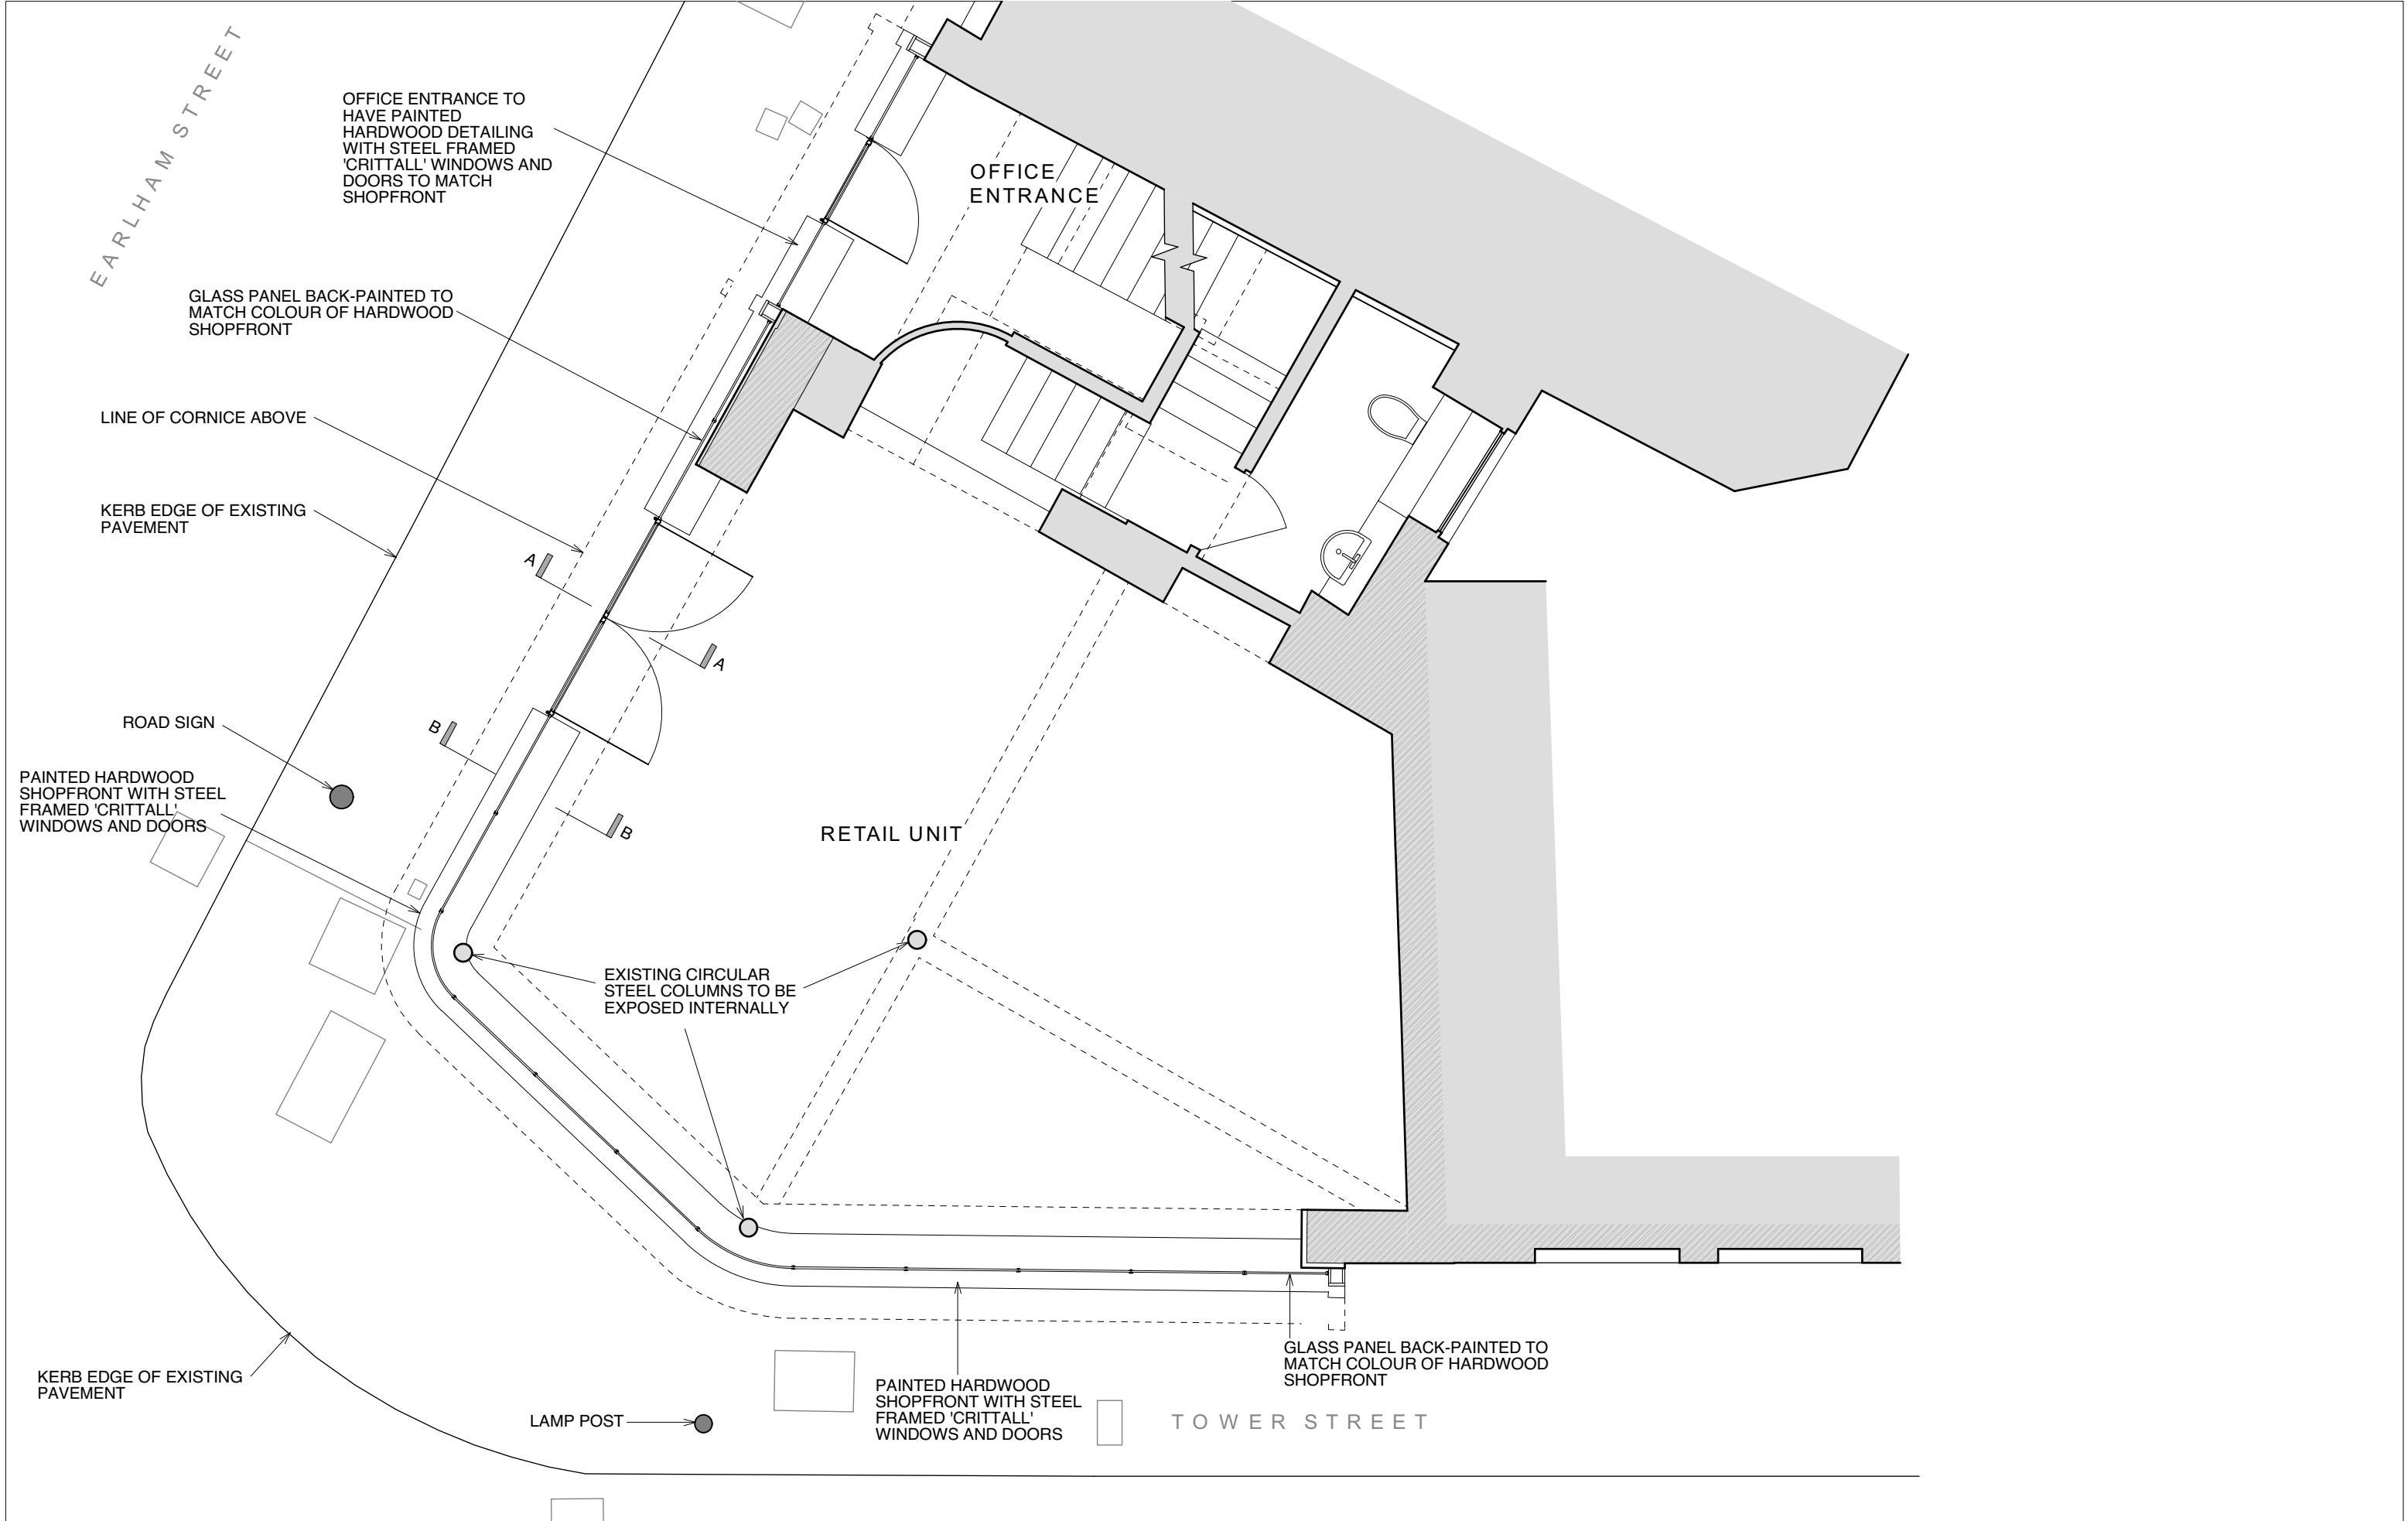 EARLHAM STREET
OFFICE ENTRANCE TO
HAVE PAINTED
HARDWOOD DETAILING
WITH STEEL FRAMED
'CRITTALL' WINDOWS AND
DOORS TO MATCH
SHOPFRONT
OFFICE
ENTRANCE
GLASS PANEL BACK-PAINTED TO
MATCH COLOUR OF HARDWOOD
SHOPFRONT
LINE OF CORNICE ABOVE
KERB EDGE OF EXISTING
PAVEMENT
A
A
B
B
ROAD SIGN
PAINTED HARDWOOD
SHOPFRONT WITH STEEL
FRAMED 'CRITTALL'
WINDOWS AND DOORS
RETAIL UNIT
EXISTING CIRCULAR
STEEL COLUMNS TO BE
EXPOSED INTERNALLY
GLASS PANEL BACK-PAINTED TO
MATCH COLOUR OF HARDWOOD
SHOPFRONT
KERB EDGE OF EXISTING
PAVEMENT
PAINTED HARDWOOD
SHOPFRONT WITH STEEL
FRAMED 'CRITTALL'
WINDOWS AND DOORS
LAMP POST
TOWER STREET